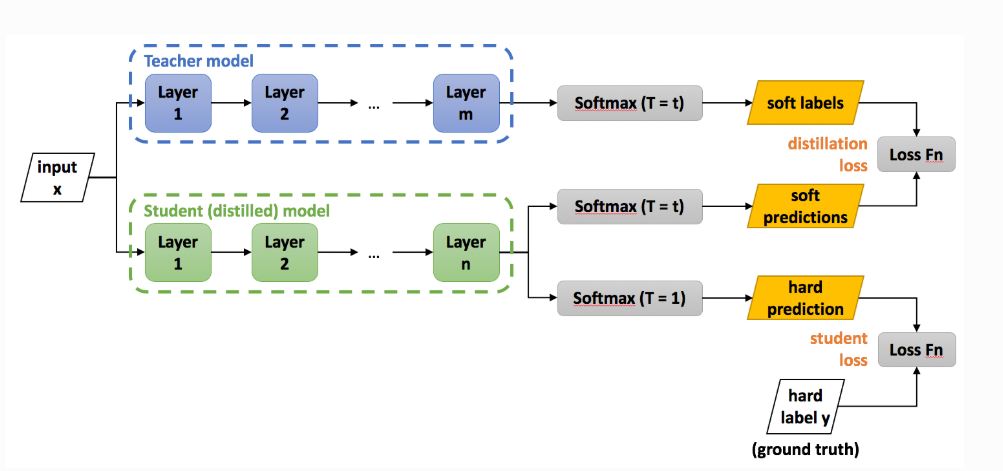 Teacher model
Layer
1
Layer
2
...
Layer
m
Softmax (T = t)
soft labels
input
x
distillation
loss
Loss Fn
Student (distilled) model
Layer
1
Layer
2
...
Layer
n
Softmax (T = t)
soft
predictions
Softmax (T = 1)
hard
prediction
student
loss
Loss Fn
hard
label y
(ground truth)